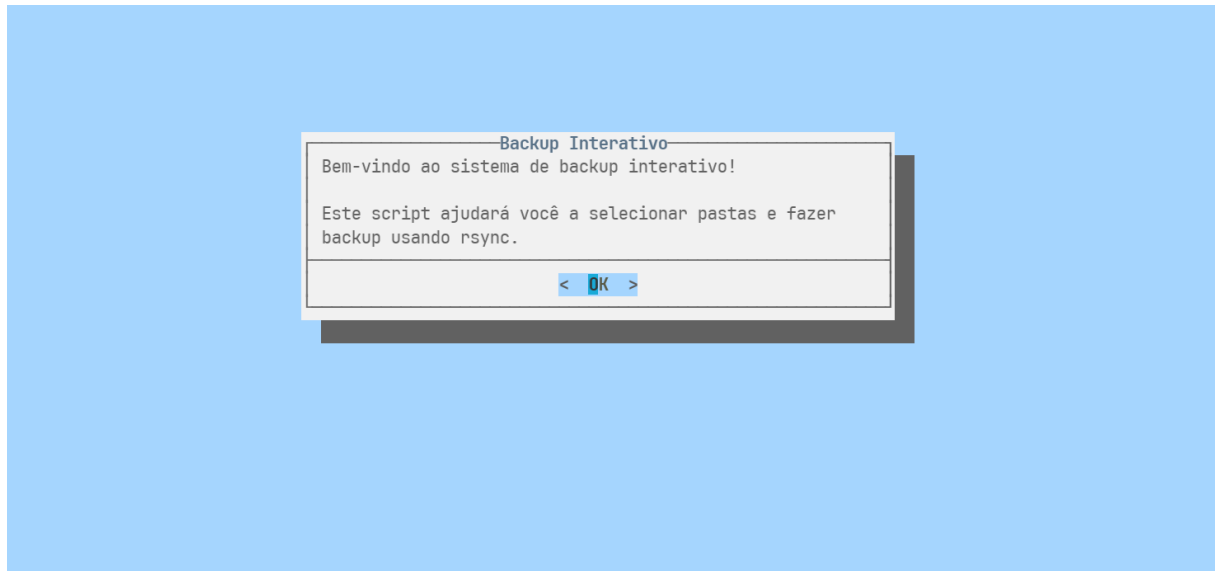 Backup Interativo
Bem-vindo ao sistema de backup interativo!
Este script ajudará você a selecionar pastas e fazer
backup usando rsync.
< OK >